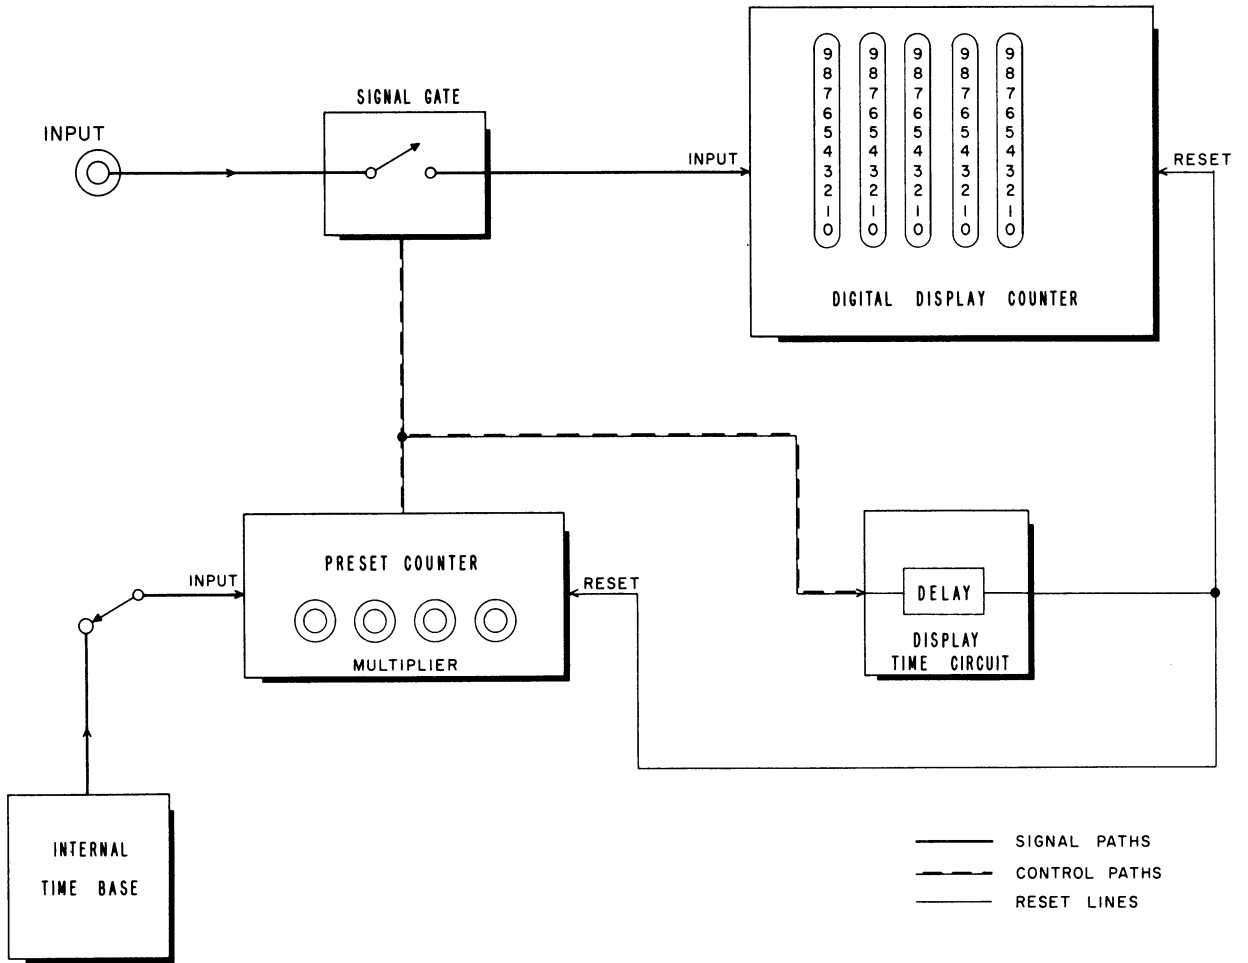 SIGNAL GATE
INPUT
INPUT
RESET
9 9 9 9 9
8 8 8 8 8
7 7 7 7 7
6 6 6 6 6
5 5 5 5 5
4 4 4 4 4
3 3 3 3 3
2 2 2 2 2
1 1 1 1 1
0 0 0 0 0
DIGITAL DISPLAY COUNTER
PRESET COUNTER
INPUT
RESET
MULTIPLIER
DELAY
DISPLAY
TIME CIRCUIT
INTERNAL
TIME BASE
SIGNAL PATHS
CONTROL PATHS
RESET LINES